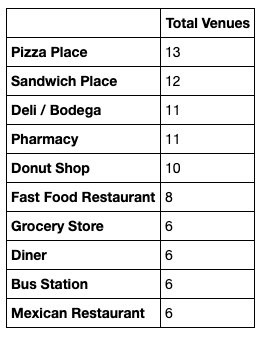 Total Venues
Pizza Place 13
Sandwich Place 12
Deli / Bodega 11
Pharmacy 11
Donut Shop 10
Fast Food Restaurant 8
Grocery Store 6
Diner 6
Bus Station 6
Mexican Restaurant 6